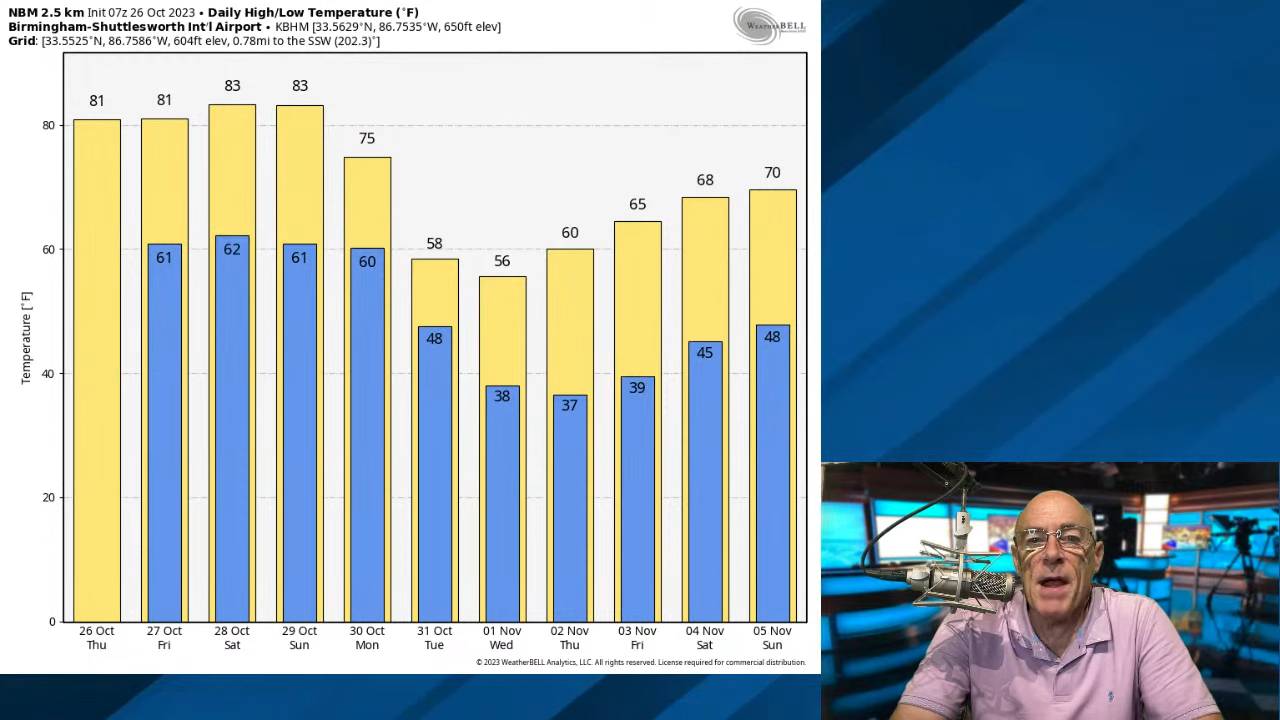 NBM 2.5 km Init 07z 26 Oct 2023 • Daily High/Low Temperature (°F)
Birmingham-Shuttlesworth Int'l Airport • KBHM [33.5629°N, 86.7535°W, 650ft elev]
Grid: [33.5525°N, 86.7586°W, 604ft elev, 0.78mi to the SSW (202.3)°]
WEATHERBELL
81 81 83 83 75 58 56 60 65 68 70
61 62 61 60 48 38 37 39 45 48
80
60
40
20
0
Temperature [°F]
26 Oct 27 Oct 28 Oct 29 Oct 30 Oct 31 Oct 01 Nov 02 Nov 03 Nov 04 Nov 05 Nov
Thu Fri Sat Sun Mon Tue Wed Thu Fri Sat Sun
© 2023 WeatherBELL Analytics, LLC. All rights reserved. License required for commercial distribution.